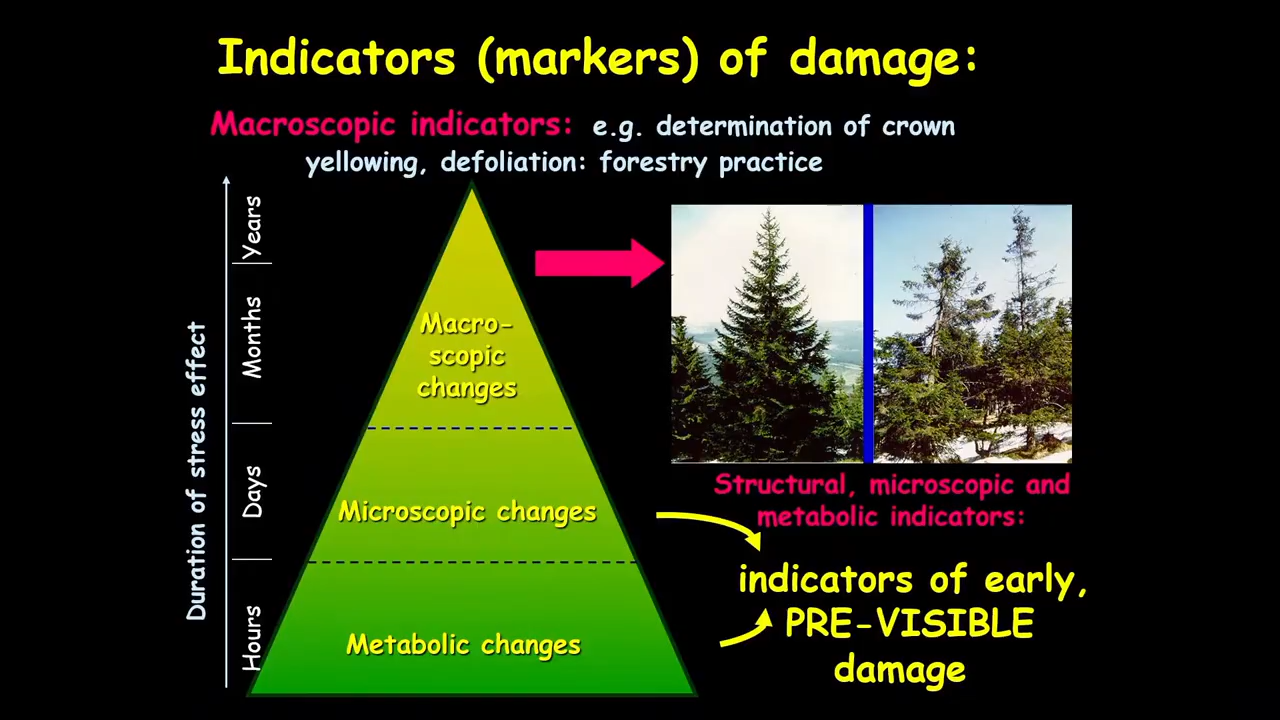 Indicators (markers) of damage:
Macroscopic indicators: e.g. determination of crown
yellowing, defoliation: forestry practice
Duration of stress effect
Years
Months
Days
Hours
Macro-
scopic
changes
Microscopic changes
Metabolic changes
Structural, microscopic and
metabolic indicators:
indicators of early,
PRE-VISIBLE
damage